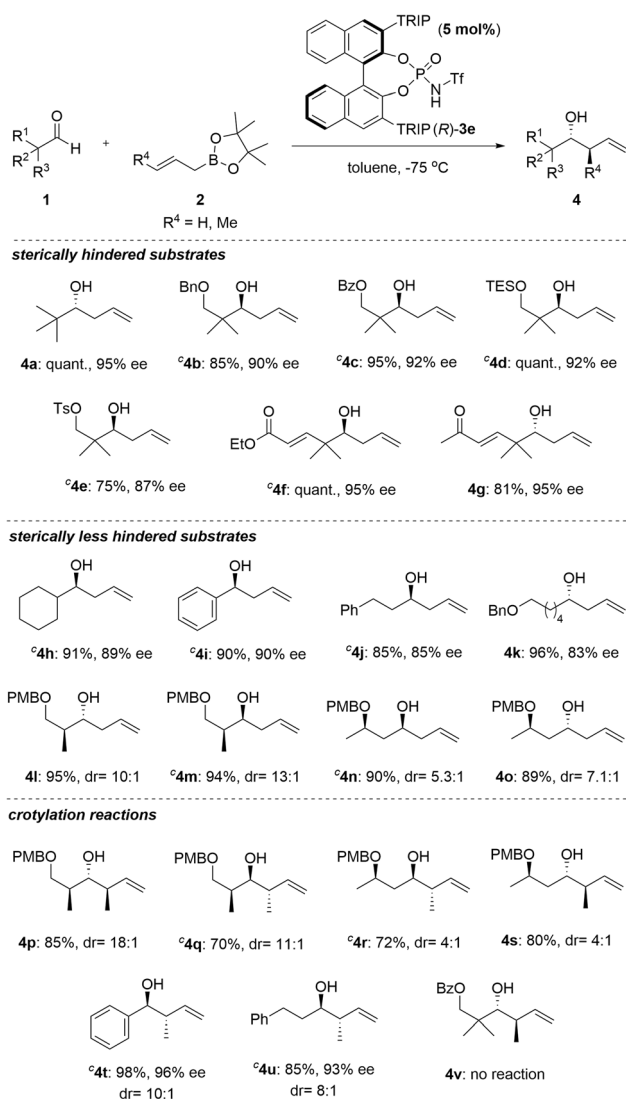 TRIP
(5 mol%)
O
O
P
O
NH
Tf
TRIP (R)-3e
R1
O
R2
R3
H
1
+
R4
B
O
O
2
R4 = H, Me
toluene, -75 °C
OH
R1
R2
R3
R4
4
sterically hindered substrates
OH
BnO OH
BzO OH
TESO OH
4a: quant., 95% ee
c4b: 85%, 90% ee
c4c: 95%, 92% ee
c4d: quant., 92% ee
TsO OH
O OH
EtO
O OH
c4e: 75%, 87% ee
c4f: quant., 95% ee
4g: 81%, 95% ee
sterically less hindered substrates
OH
OH
Ph OH
BnO ( )4 OH
c4h: 91%, 89% ee
c4i: 90%, 90% ee
c4j: 85%, 85% ee
4k: 96%, 83% ee
PMBO OH
PMBO OH
PMBO OH
PMBO OH
4l: 95%, dr= 10:1
c4m: 94%, dr= 13:1
c4n: 90%, dr= 5.3:1
4o: 89%, dr= 7.1:1
crotylation reactions
PMBO OH
PMBO OH
PMBO OH
PMBO OH
4p: 85%, dr= 18:1
c4q: 70%, dr= 11:1
c4r: 72%, dr= 4:1
4s: 80%, dr= 4:1
OH
Ph OH
BzO OH
c4t: 98%, 96% ee
dr= 10:1
c4u: 85%, 93% ee
dr= 8:1
4v: no reaction